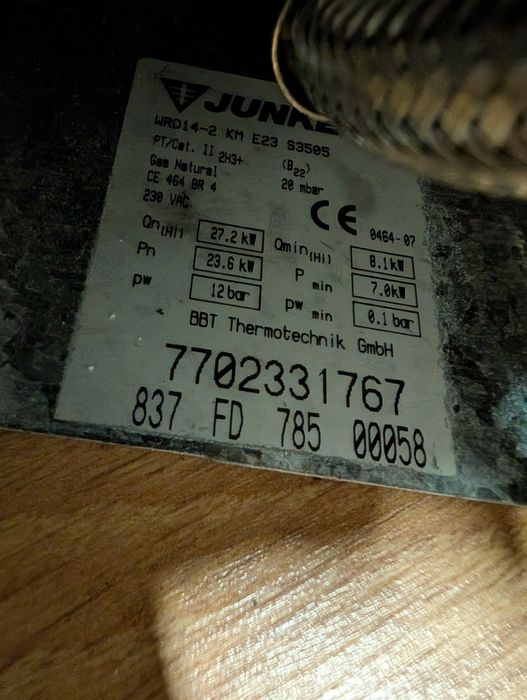 JUNKE
WRD14-2 KM E23 S3505
PT/Cat. II 2H3+ (B22)
Gas Natural 20 mbar
CE 464 BR 4
230 VAC CE 0464-07
Qn(Hi) 27.2 kW Qmin(Hi) 8.1kW
Pn 23.6 kW P min 7.0kW
pw 12 bar pw min 0.1 bar
BBT Thermotechnik GmbH
7702331767
837 FD 785 00058